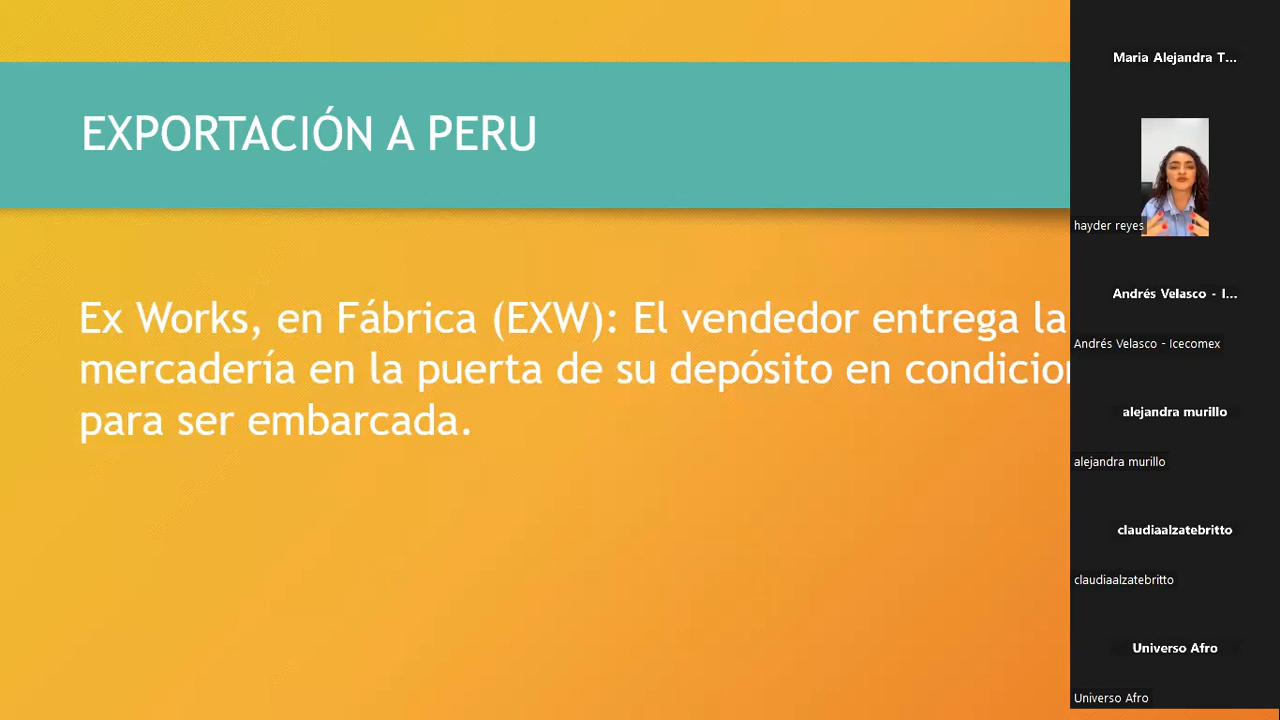 EXPORTACIÓN A PERU
Ex Works, en Fábrica (EXW): El vendedor entrega la
mercadería en la puerta de su depósito en condicion
para ser embarcada.
Maria Alejandra T...
hayder reyes
Andrés Velasco - I...
Andrés Velasco - Icecomex
alejandra murillo
alejandra murillo
claudiaalzatebritto
claudiaalzatebritto
Universo Afro
Universo Afro